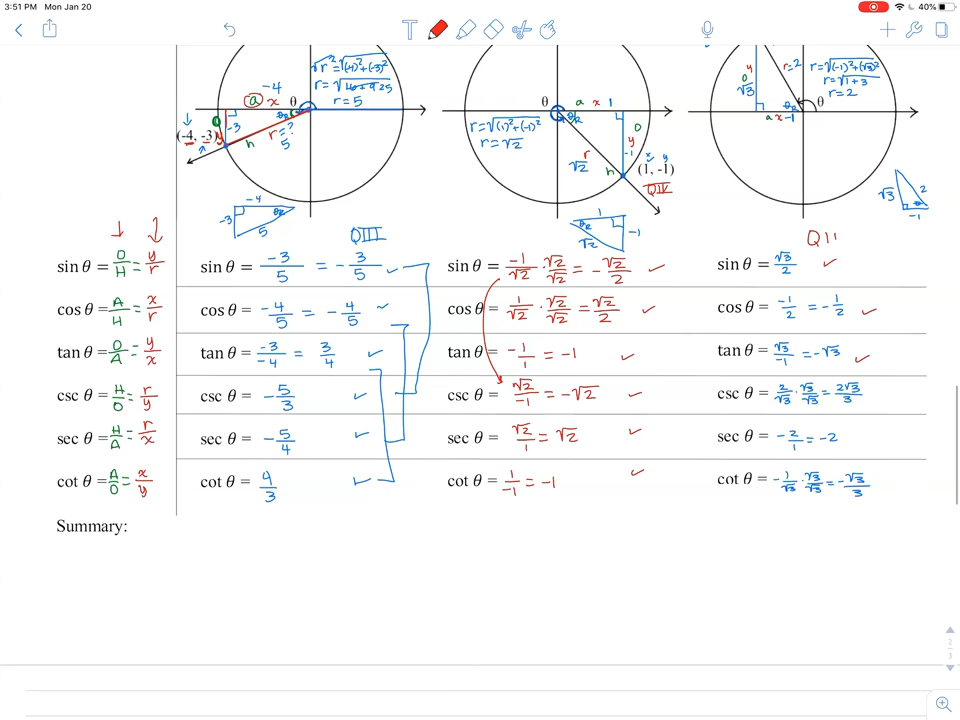 3:51 PM Mon Jan 20
40%
√r² = √(-4)²+(-3)²
r = √16+9 25
r = 5
-4
a x θ
θR
-3
(-4, -3) y
h r = ?
5
-4
-3 θR
5
QIII
θ a x 1
θR
r = √(1)²+(-1)²
r = √2
o
y
-1
r
√2
h
x y
(1, -1)
QIV
1
θR -1
√2
y
o
√3
r=2
r = √(-1)²+(√3)²
r = √1+3
r = 2
θR θ
a x -1
√3 2
θR
-1
QII
sin θ = O/H = y/r
sin θ = -3/5 = -3/5
sin θ = -1/√2 · √2/√2 = -√2/2
sin θ = √3/2
cos θ = A/H = x/r
cos θ = -4/5 = -4/5
cos θ = 1/√2 · √2/√2 = √2/2
cos θ = -1/2 = -1/2
tan θ = O/A = y/x
tan θ = -3/-4 = 3/4
tan θ = -1/1 = -1
tan θ = √3/-1 = -√3
csc θ = H/O = r/y
csc θ = -5/3
csc θ = √2/-1 = -√2
csc θ = 2/√3 · √3/√3 = 2√3/3
sec θ = H/A = r/x
sec θ = -5/4
sec θ = √2/1 = √2
sec θ = -2/1 = -2
cot θ = A/O = x/y
cot θ = 4/3
cot θ = 1/-1 = -1
cot θ = -1/√3 · √3/√3 = -√3/3
Summary:
2
3